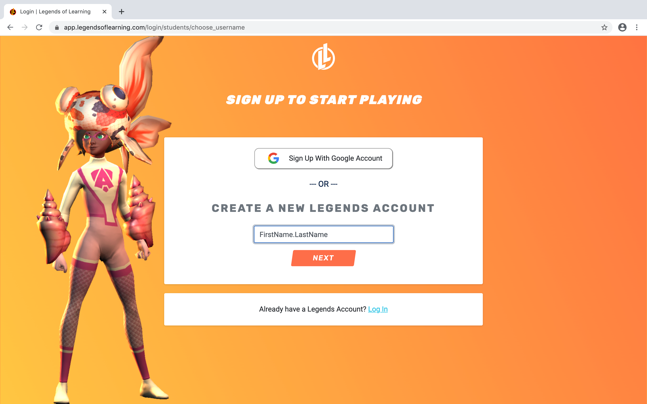 Login | Legends of Learning
app.legendsoflearning.com/login/students/choose_username
SIGN UP TO START PLAYING
Sign Up With Google Account
— OR —
CREATE A NEW LEGENDS ACCOUNT
FirstName.LastName
NEXT
Already have a Legends Account? Log In